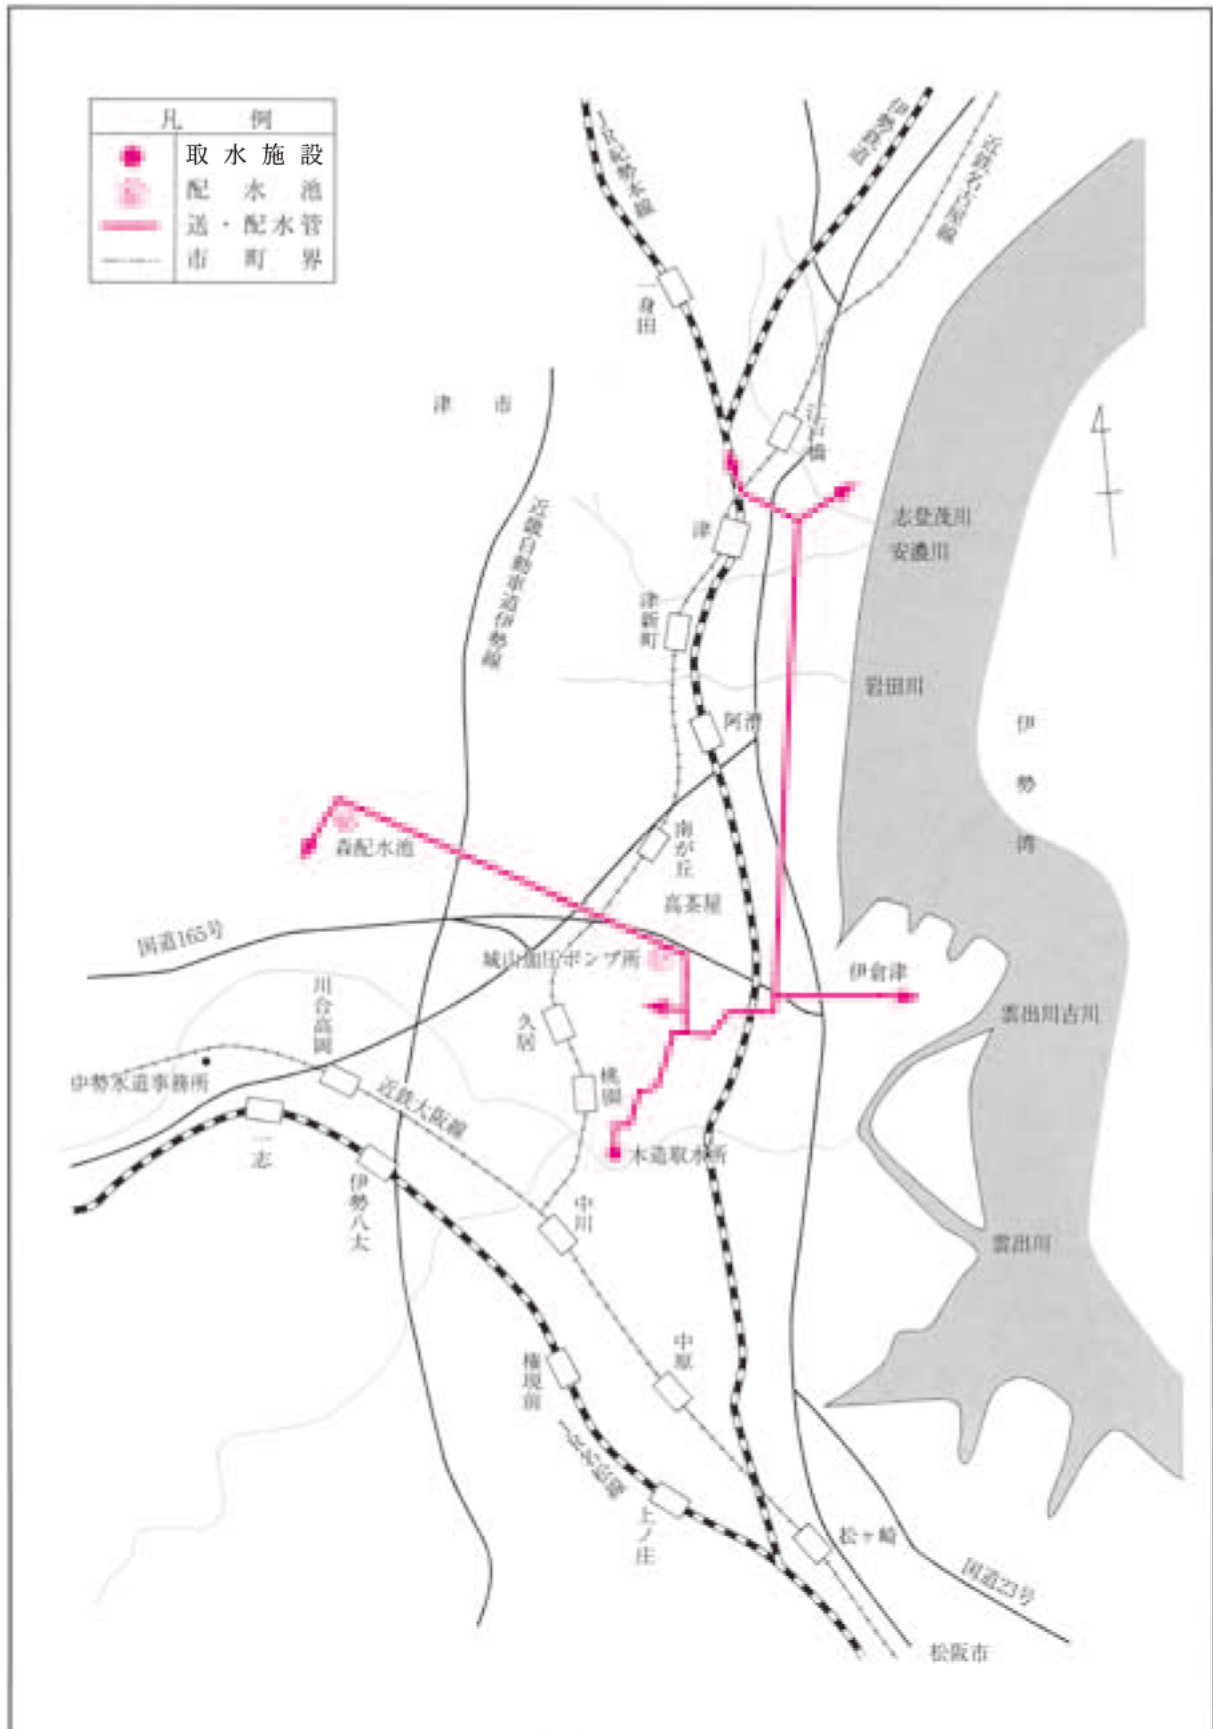 凡 例
取水施設
配水池
送・配水管
市町界
JR紀勢本線
伊勢鉄道
近鉄名古屋線
一身田
津 市
江戸橋
近畿自動車道伊勢線
志登茂川
安濃川
津
津新町
岩田川
阿漕
伊勢湾
南が丘
森配水池
高茶屋
国道165号
城山加圧ポンプ所
伊倉津
川合高岡
久居
雲出川古川
桃園
中勢水道事務所
近鉄大阪線
一志
木造取水所
伊勢八太
中川
雲出川
中原
権現前
JR名松線
上ノ庄
松ヶ崎
国道23号
松阪市